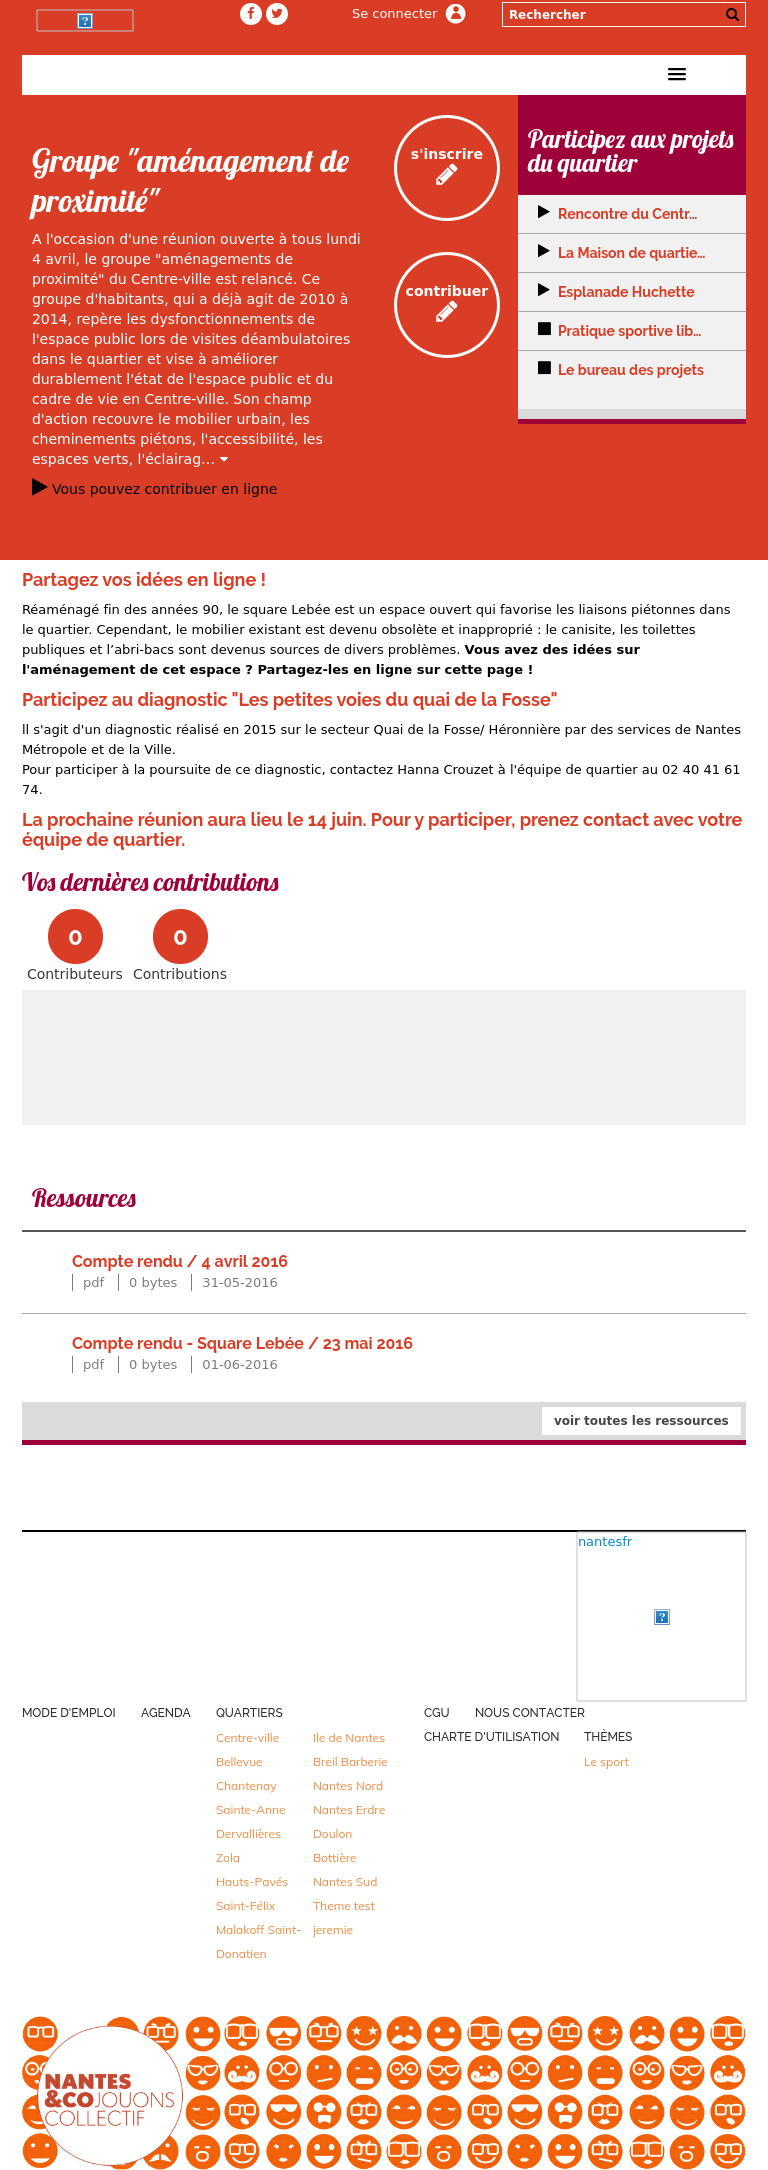 Se connecter
Rechercher
Groupe "aménagement de
proximité"
A l'occasion d'une réunion ouverte à tous lundi
4 avril, le groupe "aménagements de
proximité" du Centre-ville est relancé. Ce
groupe d'habitants, qui a déjà agit de 2010 à
2014, repère les dysfonctionnements de
l'espace public lors de visites déambulatoires
dans le quartier et vise à améliorer
durablement l'état de l'espace public et du
cadre de vie en Centre-ville. Son champ
d'action recouvre le mobilier urbain, les
cheminements piétons, l'accessibilité, les
espaces verts, l'éclairag...
Vous pouvez contribuer en ligne
s'inscrire
contribuer
Participez aux projets
du quartier
Rencontre du Centr...
La Maison de quartie...
Esplanade Huchette
Pratique sportive lib...
Le bureau des projets
Partagez vos idées en ligne !
Réaménagé fin des années 90, le square Lebée est un espace ouvert qui favorise les liaisons piétonnes dans
le quartier. Cependant, le mobilier existant est devenu obsolète et inapproprié : le canisite, les toilettes
publiques et l’abri-bacs sont devenus sources de divers problèmes. Vous avez des idées sur
l'aménagement de cet espace ? Partagez-les en ligne sur cette page !
Participez au diagnostic "Les petites voies du quai de la Fosse"
ll s'agit d'un diagnostic réalisé en 2015 sur le secteur Quai de la Fosse/ Héronnière par des services de Nantes
Métropole et de la Ville.
Pour participer à la poursuite de ce diagnostic, contactez Hanna Crouzet à l'équipe de quartier au 02 40 41 61
74.
La prochaine réunion aura lieu le 14 juin. Pour y participer, prenez contact avec votre
équipe de quartier.
Vos dernières contributions
0 0
Contributeurs Contributions
Ressources
Compte rendu / 4 avril 2016
pdf 0 bytes 31-05-2016
Compte rendu - Square Lebée / 23 mai 2016
pdf 0 bytes 01-06-2016
voir toutes les ressources
nantesfr
MODE D'EMPLOI AGENDA QUARTIERS
Centre-ville
Bellevue
Chantenay
Sainte-Anne
Dervallières
Zola
Hauts-Pavés
Saint-Félix
Malakoff Saint-
Donatien
Ile de Nantes
Breil Barberie
Nantes Nord
Nantes Erdre
Doulon
Bottière
Nantes Sud
Theme test
jeremie
CGU NOUS CONTACTER
CHARTE D'UTILISATION THÈMES
Le sport
NANTES
&COJOUONS
COLLECTIF